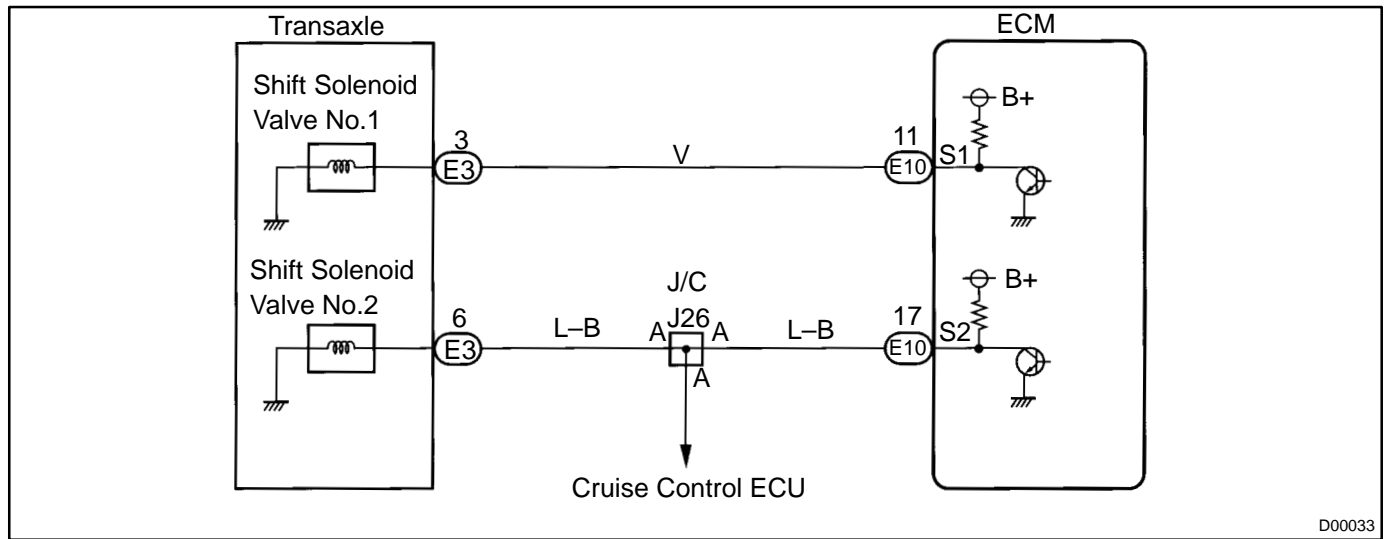 Transaxle
ECM
Shift Solenoid
Valve No.1
B+
3
E3
V
11
E10
S1
Shift Solenoid
Valve No.2
B+
J/C
J26
6
E3
L–B
A
A
A
L–B
17
E10
S2
Cruise Control ECU
D00033